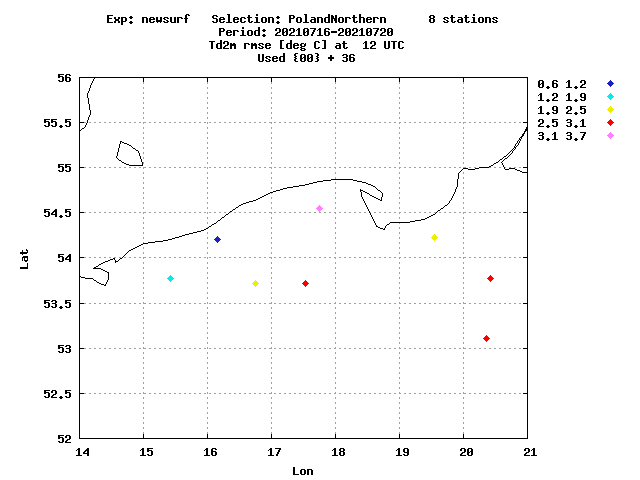 Exp: newsurf   Selection: PolandNorthern      8 stations
Period: 20210716-20210720
Td2m rmse [deg C] at  12 UTC
Used {00} + 36
0.6 1.2
1.2 1.9
1.9 2.5
2.5 3.1
3.1 3.7
56
55.5
55
54.5
54
53.5
53
52.5
52
Lat
14 15 16 17 18 19 20 21
Lon